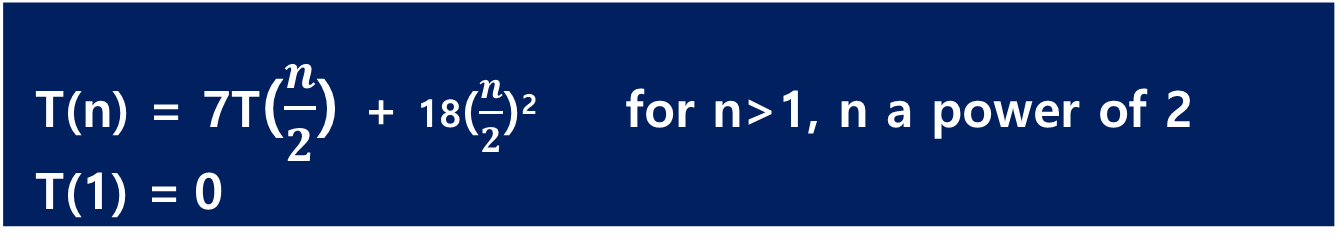 T(n) = 7T(n/2) + 18(n/2)² for n>1, n a power of 2
T(1) = 0